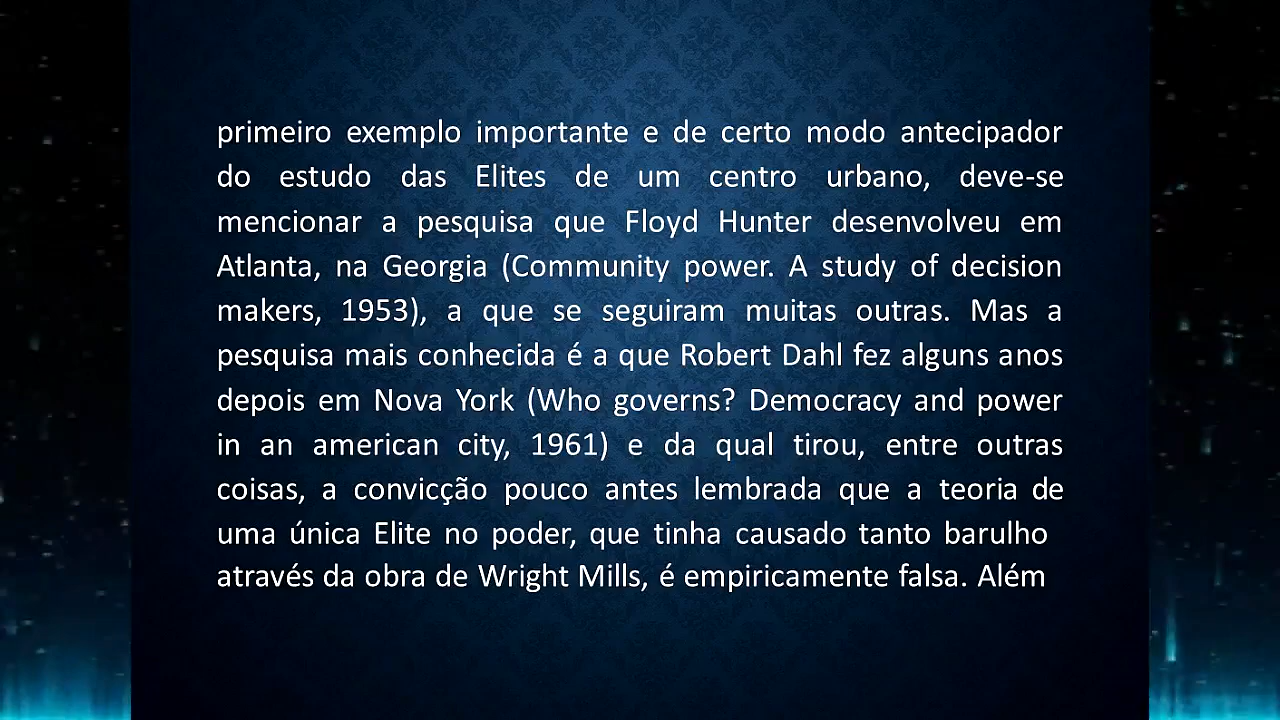 primeiro exemplo importante e de certo modo antecipador
do estudo das Elites de um centro urbano, deve-se
mencionar a pesquisa que Floyd Hunter desenvolveu em
Atlanta, na Georgia (Community power. A study of decision
makers, 1953), a que se seguiram muitas outras. Mas a
pesquisa mais conhecida é a que Robert Dahl fez alguns anos
depois em Nova York (Who governs? Democracy and power
in an american city, 1961) e da qual tirou, entre outras
coisas, a convicção pouco antes lembrada que a teoria de
uma única Elite no poder, que tinha causado tanto barulho
através da obra de Wright Mills, é empiricamente falsa. Além